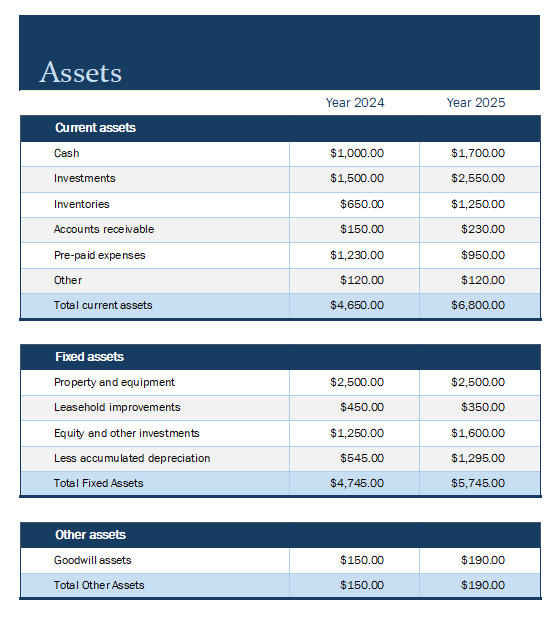 Assets
Year 2024 Year 2025
Current assets
Cash $1,000.00 $1,700.00
Investments $1,500.00 $2,550.00
Inventories $650.00 $1,250.00
Accounts receivable $150.00 $230.00
Pre-paid expenses $1,230.00 $950.00
Other $120.00 $120.00
Total current assets $4,650.00 $6,800.00
Fixed assets
Property and equipment $2,500.00 $2,500.00
Leasehold improvements $450.00 $350.00
Equity and other investments $1,250.00 $1,600.00
Less accumulated depreciation $545.00 $1,295.00
Total Fixed Assets $4,745.00 $5,745.00
Other assets
Goodwill assets $150.00 $190.00
Total Other Assets $150.00 $190.00